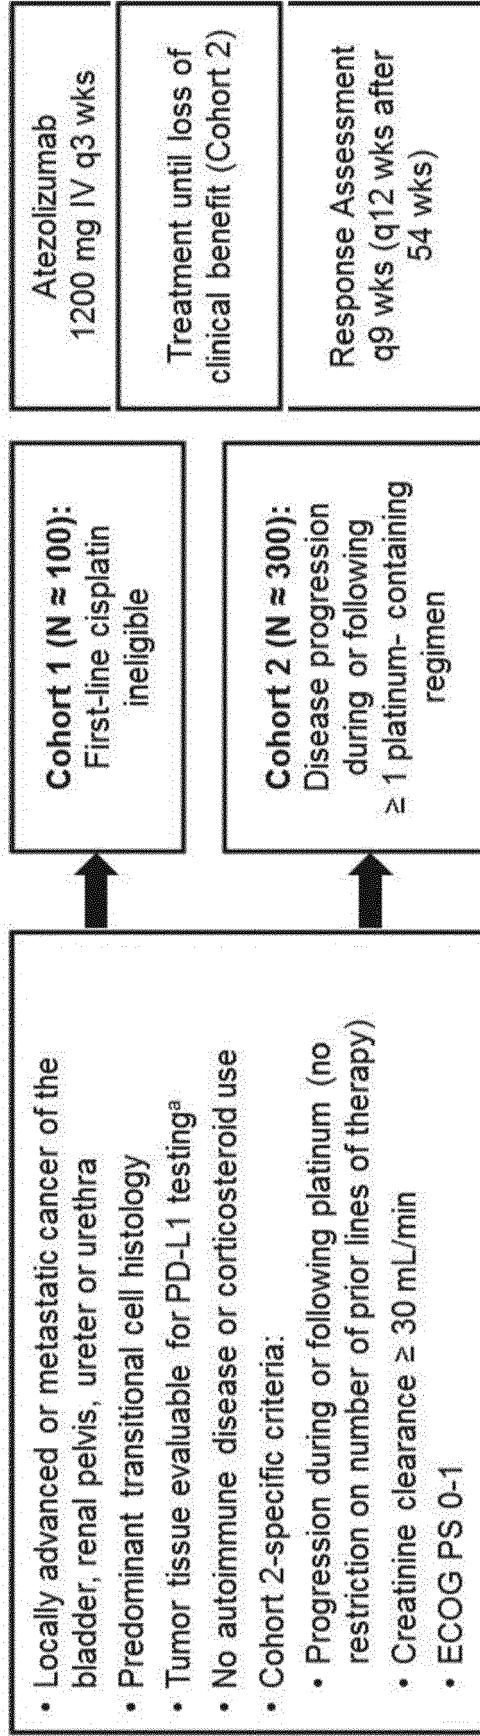 • Locally advanced or metastatic cancer of the
bladder, renal pelvis, ureter or urethra
• Predominant transitional cell histology
• Tumor tissue evaluable for PD-L1 testingᵃ
• No autoimmune disease or corticosteroid use
• Cohort 2-specific criteria:
• Progression during or following platinum (no
restriction on number of prior lines of therapy)
• Creatinine clearance ≥ 30 mL/min
• ECOG PS 0-1
Cohort 1 (N ≈ 100):
First-line cisplatin
ineligible
Cohort 2 (N ≈ 300):
Disease progression
during or following
≥ 1 platinum- containing
regimen
Atezolizumab
1200 mg IV q3 wks
Treatment until loss of
clinical benefit (Cohort 2)
Response Assessment
q9 wks (q12 wks after
54 wks)